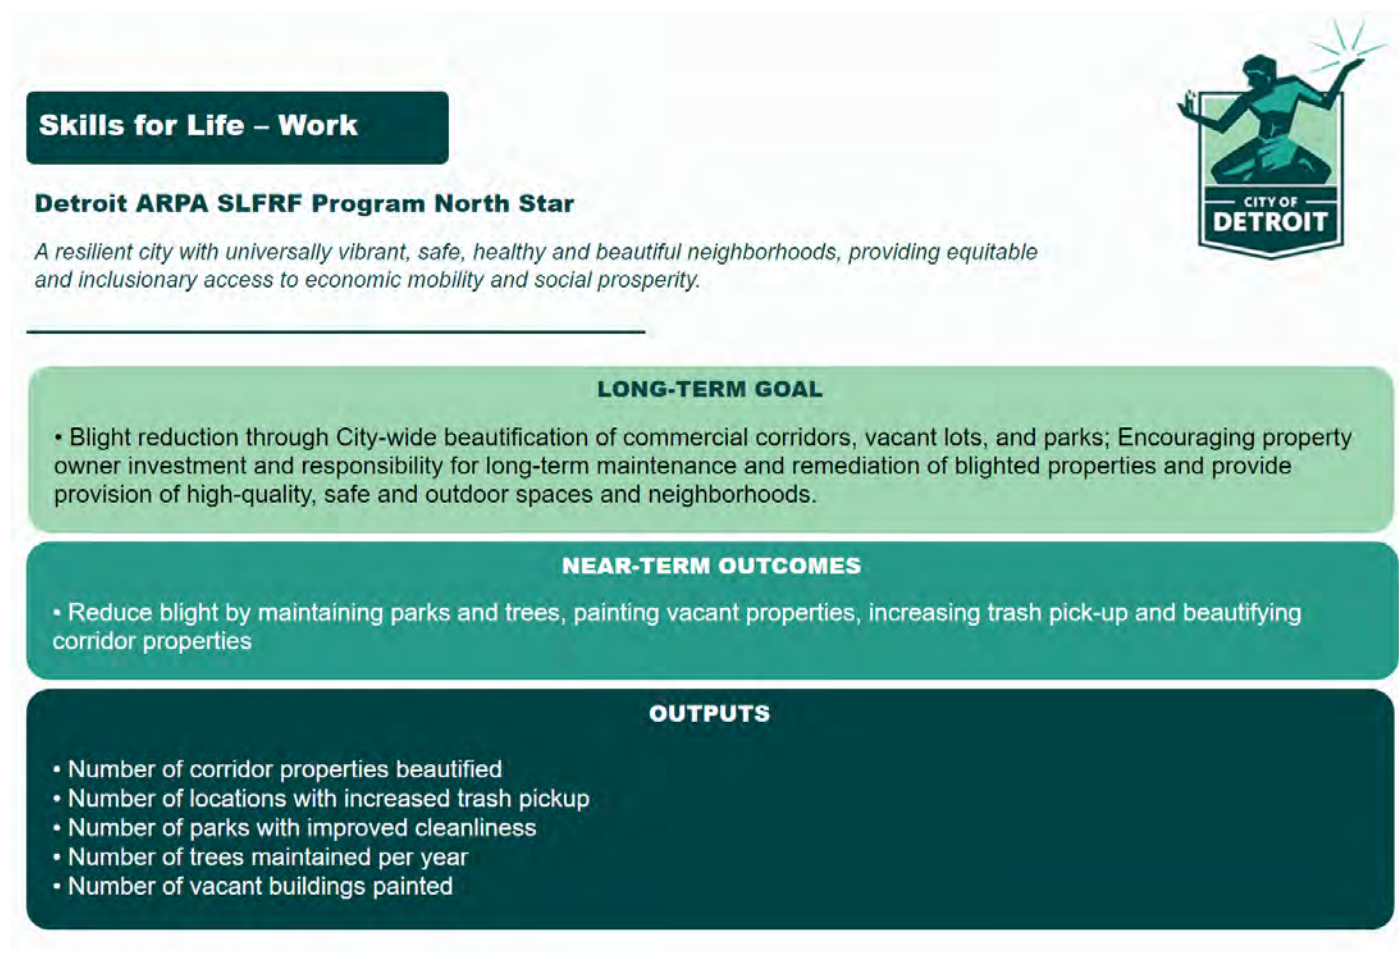 Skills for Life – Work
CITY OF
DETROIT
Detroit ARPA SLFRF Program North Star
A resilient city with universally vibrant, safe, healthy and beautiful neighborhoods, providing equitable
and inclusionary access to economic mobility and social prosperity.
LONG-TERM GOAL
• Blight reduction through City-wide beautification of commercial corridors, vacant lots, and parks; Encouraging property
owner investment and responsibility for long-term maintenance and remediation of blighted properties and provide
provision of high-quality, safe and outdoor spaces and neighborhoods.
NEAR-TERM OUTCOMES
• Reduce blight by maintaining parks and trees, painting vacant properties, increasing trash pick-up and beautifying
corridor properties
OUTPUTS
• Number of corridor properties beautified
• Number of locations with increased trash pickup
• Number of parks with improved cleanliness
• Number of trees maintained per year
• Number of vacant buildings painted